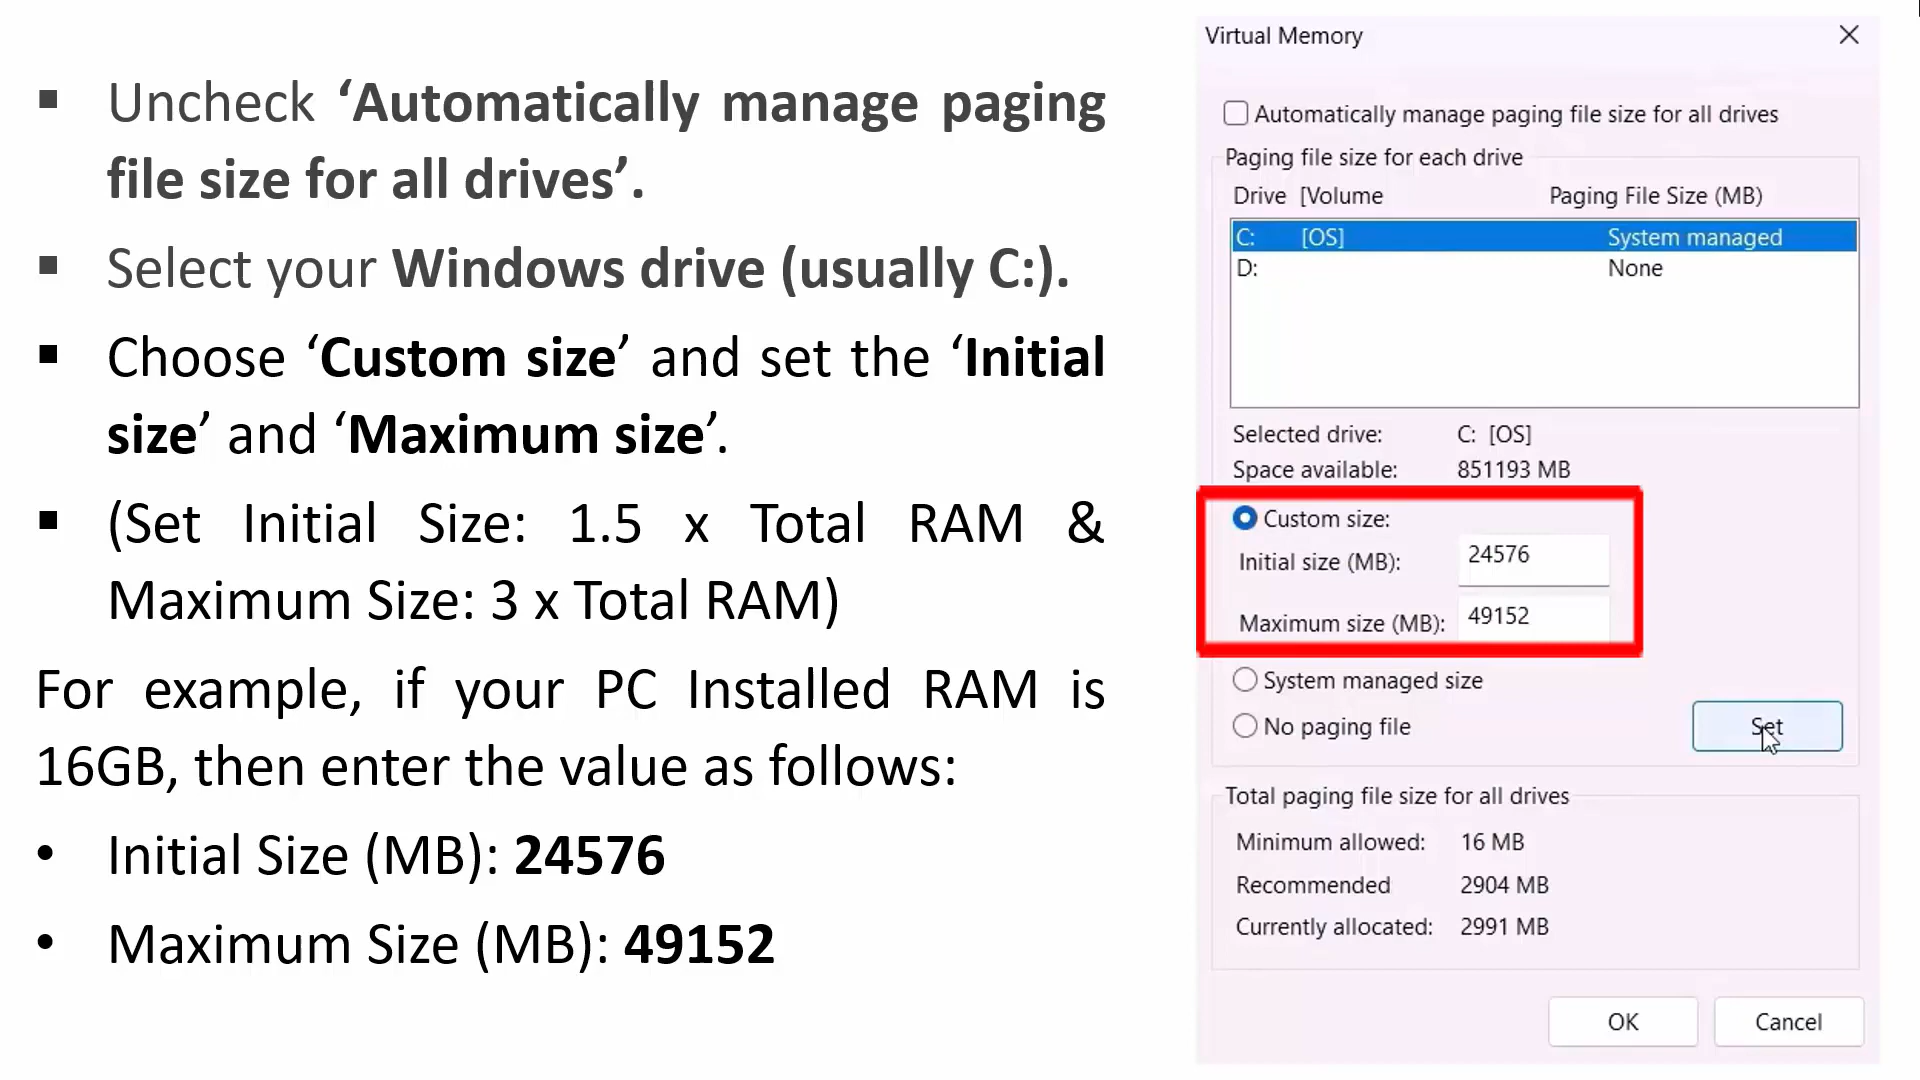 ▪ Uncheck ‘Automatically manage paging
file size for all drives’.
▪ Select your Windows drive (usually C:).
▪ Choose ‘Custom size’ and set the ‘Initial
size’ and ‘Maximum size’.
▪ (Set Initial Size: 1.5 x Total RAM &
Maximum Size: 3 x Total RAM)
For example, if your PC Installed RAM is
16GB, then enter the value as follows:
• Initial Size (MB): 24576
• Maximum Size (MB): 49152
Virtual Memory
Automatically manage paging file size for all drives
Paging file size for each drive
Drive [Volume Paging File Size (MB)
C: [OS] System managed
D: None
Selected drive: C: [OS]
Space available: 851193 MB
Custom size:
Initial size (MB): 24576
Maximum size (MB): 49152
System managed size
No paging file Set
Total paging file size for all drives
Minimum allowed: 16 MB
Recommended 2904 MB
Currently allocated: 2991 MB
OK Cancel